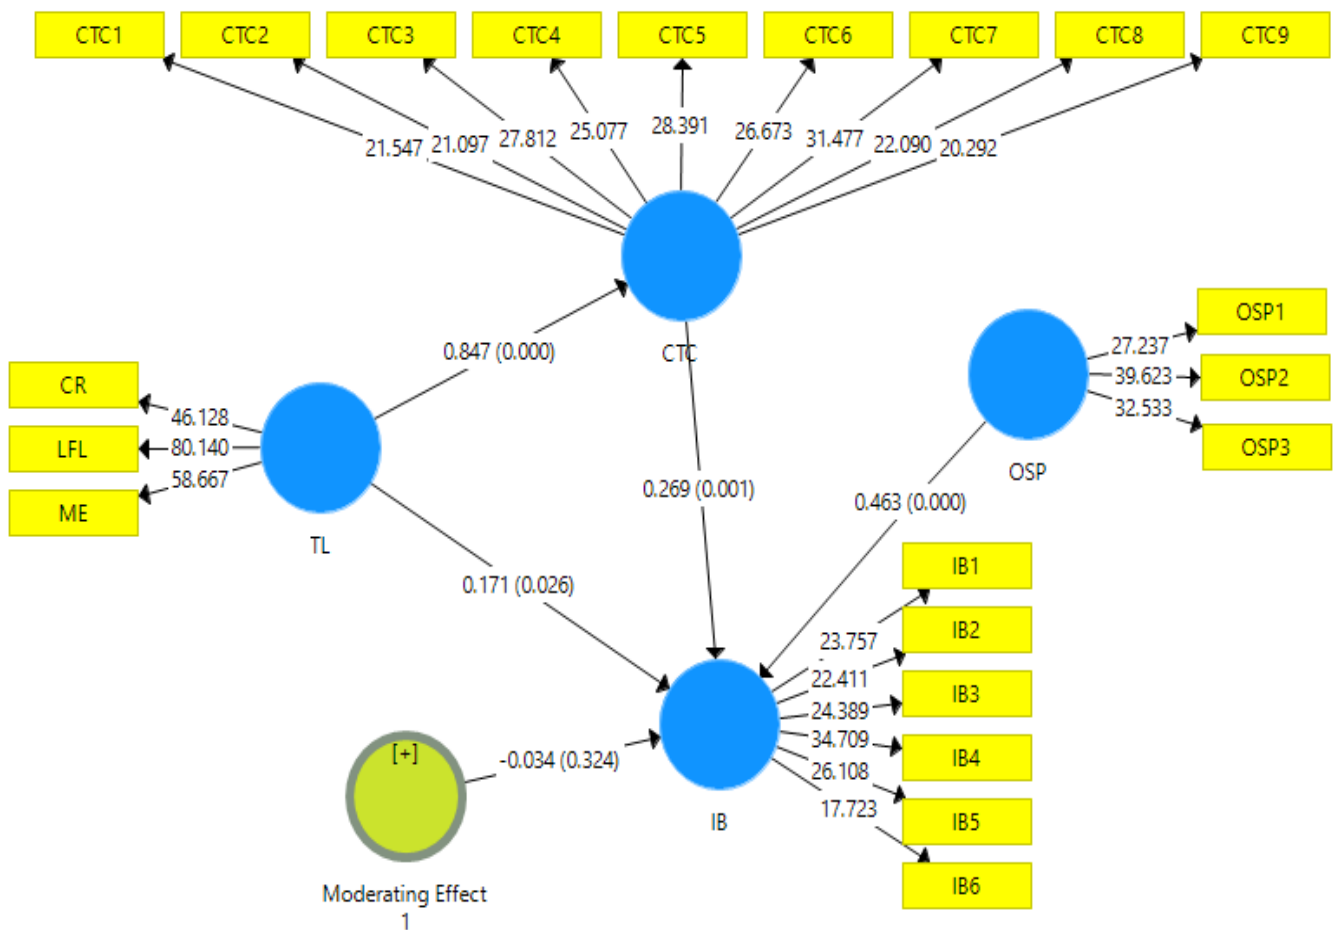 CTC1
CTC2
CTC3
CTC4
CTC5
CTC6
CTC7
CTC8
CTC9
21.547
21.097
27.812
25.077
28.391
26.673
31.477
22.090
20.292
CTC
0.847 (0.000)
CR
LFL
ME
46.128
80.140
58.667
TL
OSP1
OSP2
OSP3
27.237
39.623
32.533
OSP
0.269 (0.001)
0.463 (0.000)
0.171 (0.026)
IB1
IB2
IB3
IB4
IB5
IB6
23.757
22.411
24.389
34.709
26.108
17.723
IB
[+]
-0.034 (0.324)
Moderating Effect
1